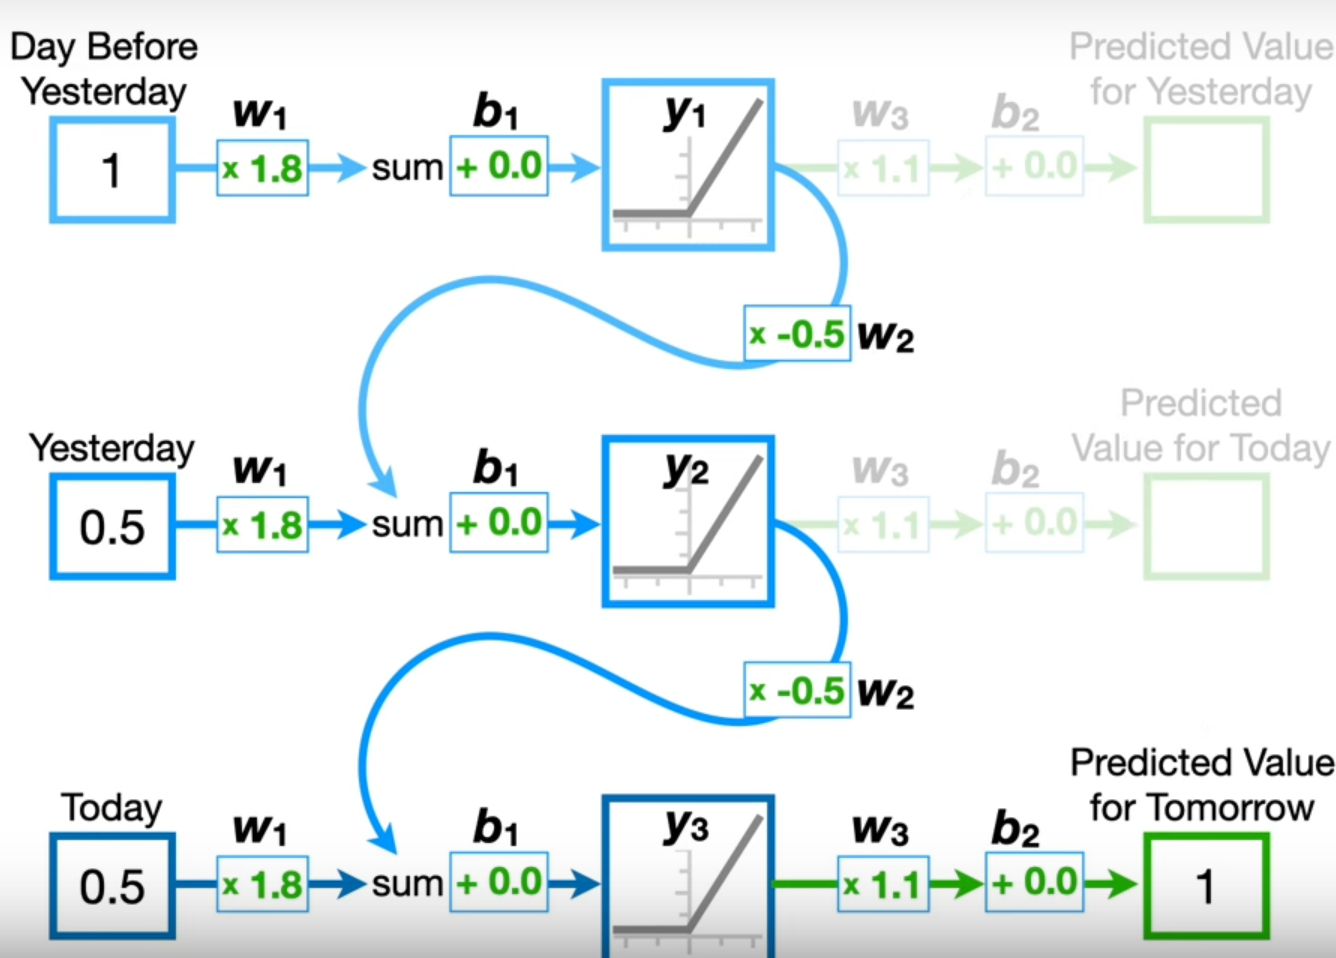 Day Before
Yesterday
Predicted Value
for Yesterday
w1
b1
y1
w3
b2
1
x 1.8
sum
+ 0.0
x 1.1
+ 0.0
x -0.5
w2
Predicted
Value for Today
Yesterday
w1
b1
y2
w3
b2
0.5
x 1.8
sum
+ 0.0
x 1.1
+ 0.0
x -0.5
w2
Predicted Value
for Tomorrow
Today
w1
b1
y3
w3
b2
0.5
x 1.8
sum
+ 0.0
x 1.1
+ 0.0
1